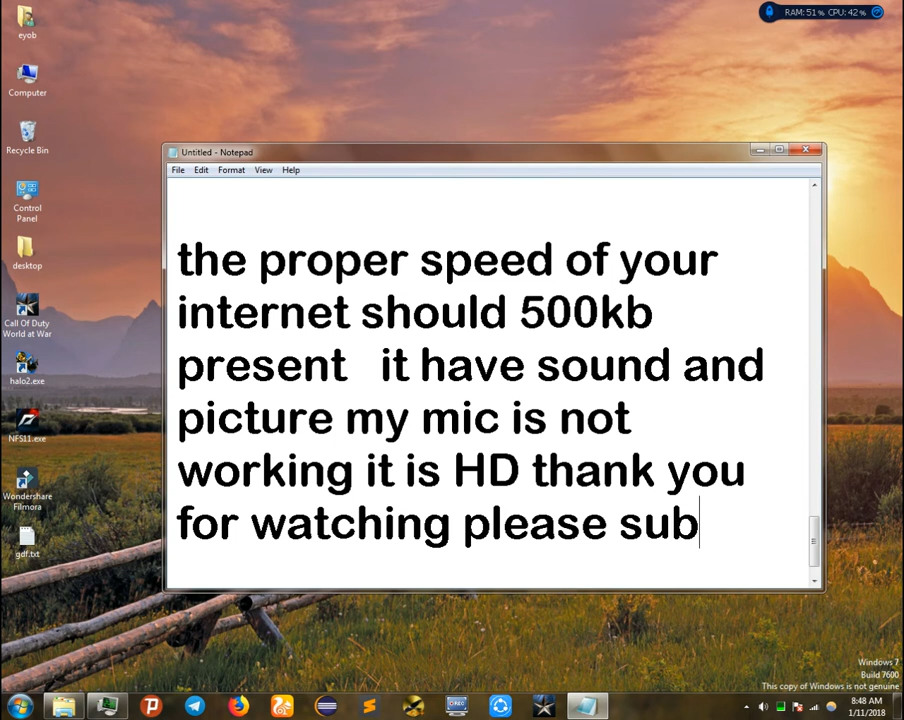 eyob
RAM: 51 % CPU: 42 %
Computer
Recycle Bin
Control
Panel
desktop
Call Of Duty
World at War
halo2.exe
NFS11.exe
Wondershare
Filmora
gdf.txt
Untitled - Notepad
File Edit Format View Help
the proper speed of your
internet should 500kb
present it have sound and
picture my mic is not
working it is HD thank you
for watching please sub
Windows 7
Build 7600
This copy of Windows is not genuine
8:48 AM
1/11/2018